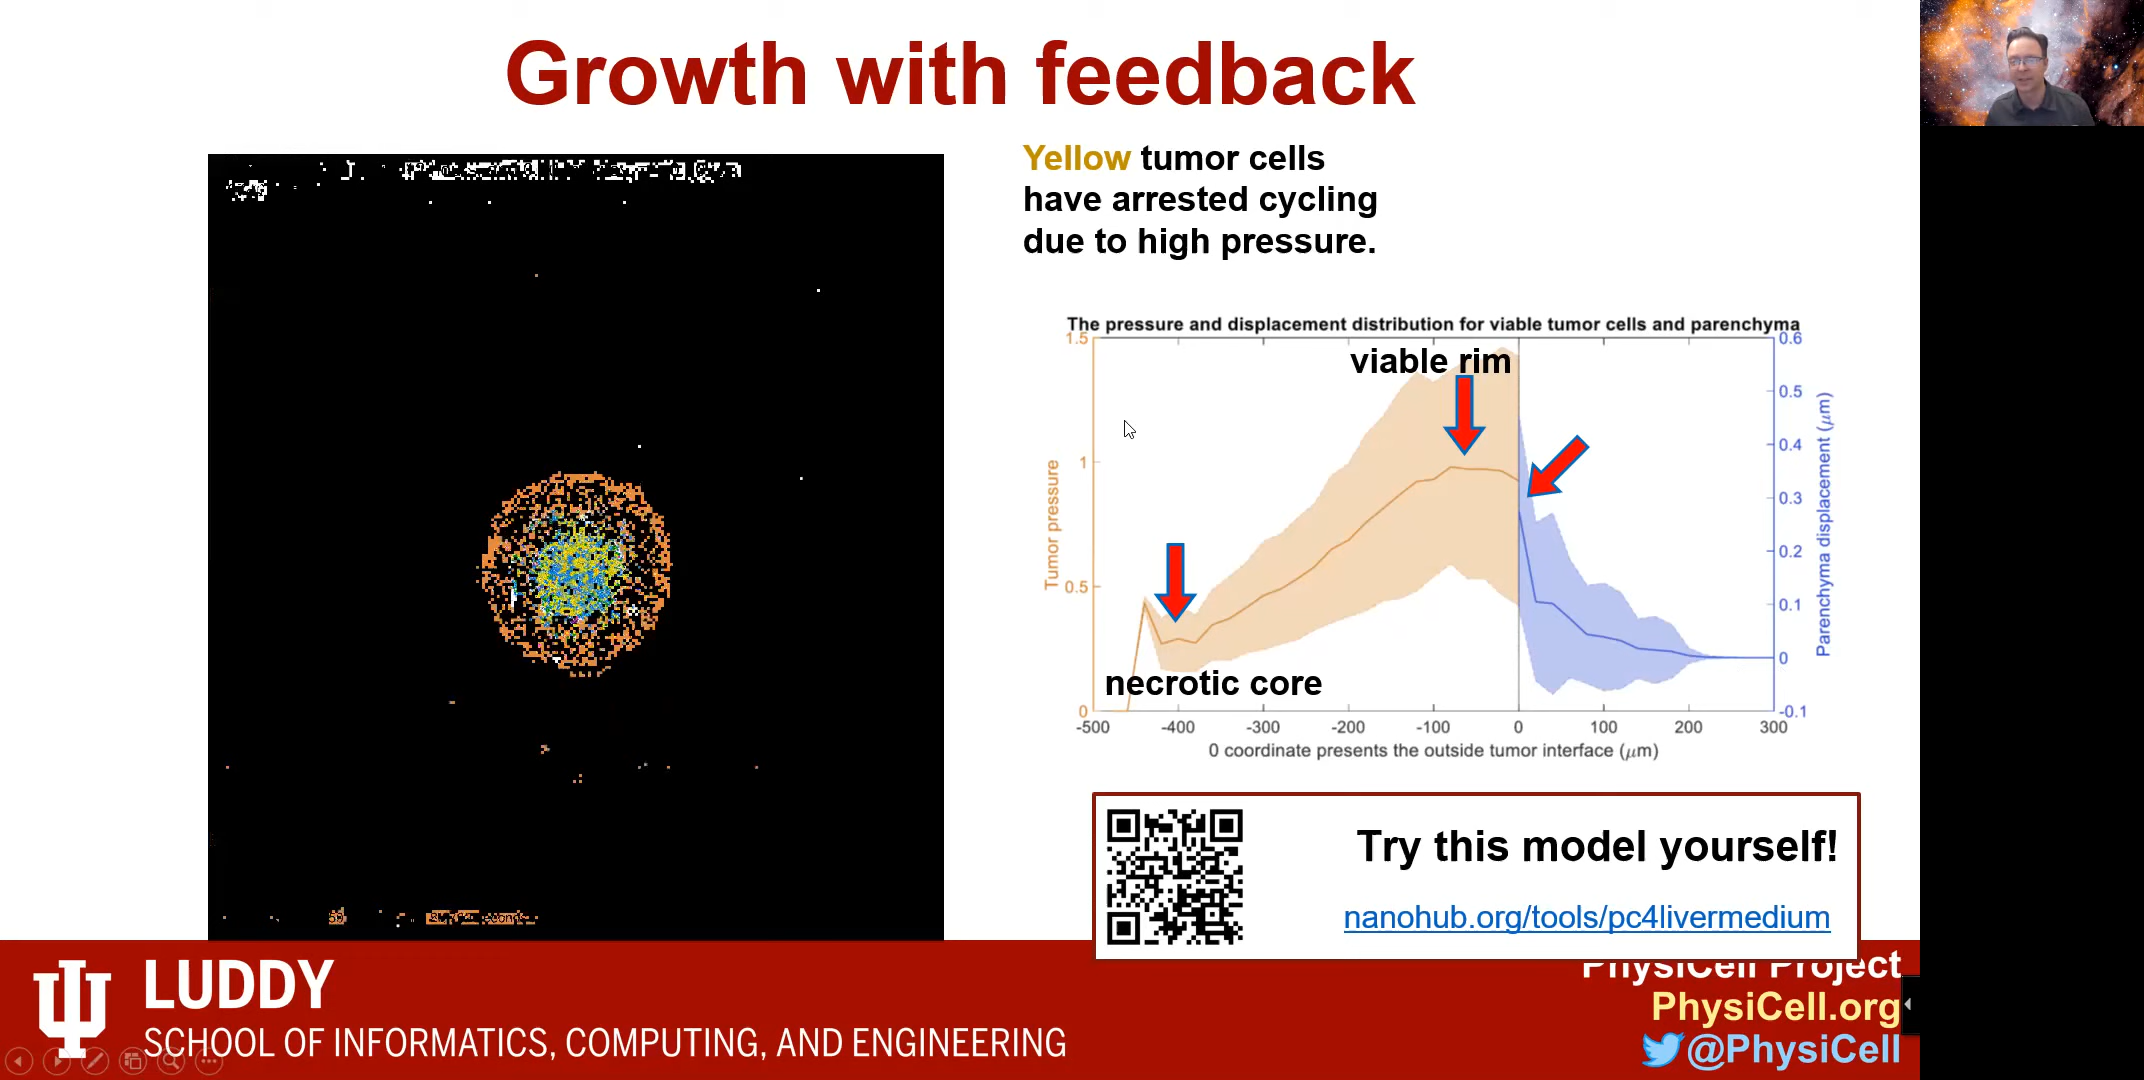 Growth with feedback
Yellow tumor cells
have arrested cycling
due to high pressure.
The pressure and displacement distribution for viable tumor cells and parenchyma
viable rim
necrotic core
Tumor pressure
1.5
1
0.5
0
Parenchyma displacement (μm)
0.6
0.5
0.4
0.3
0.2
0.1
0
-0.1
-500 -400 -300 -200 -100 0 100 200 300
0 coordinate presents the outside tumor interface (μm)
Try this model yourself!
nanohub.org/tools/pc4livermedium
LUDDY
SCHOOL OF INFORMATICS, COMPUTING, AND ENGINEERING
PhysiCell Project
PhysiCell.org
@PhysiCell